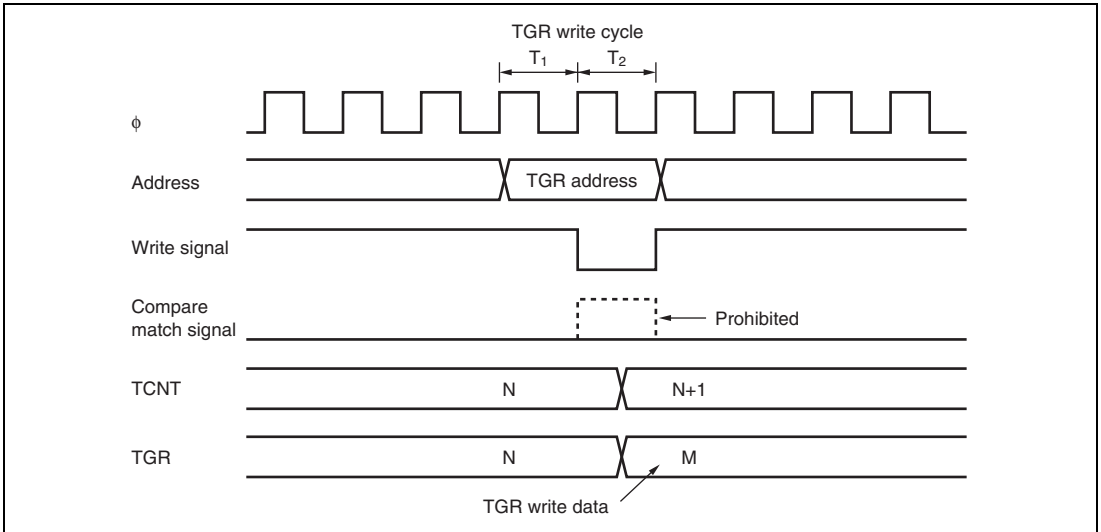 TGR write cycle
T1 T2
ϕ
Address TGR address
Write signal
Compare
match signal Prohibited
TCNT N N+1
TGR N M
TGR write data